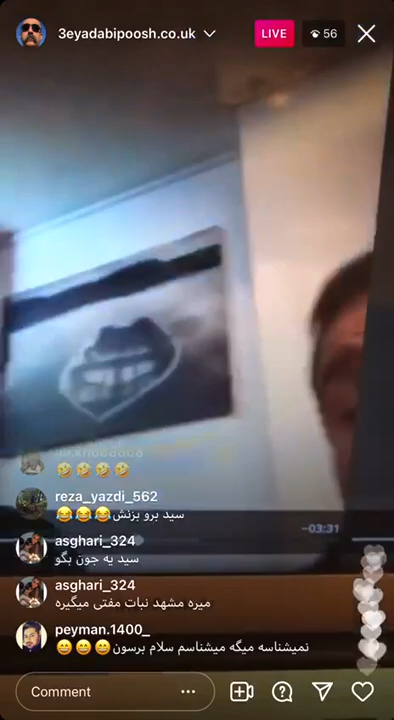 3eyadabipoosh.co.uk
LIVE
56
🤣🤣🤣🤣
reza_yazdi_562
سید برو بزنش😂😂😂
-03:31
asghari_324
سید یه جون بگو
asghari_324
میره مشهد نبات مفتی میگیره
peyman.1400_
نمیشناسه میگه میشناسم سلام برسون😄😄😄
Comment